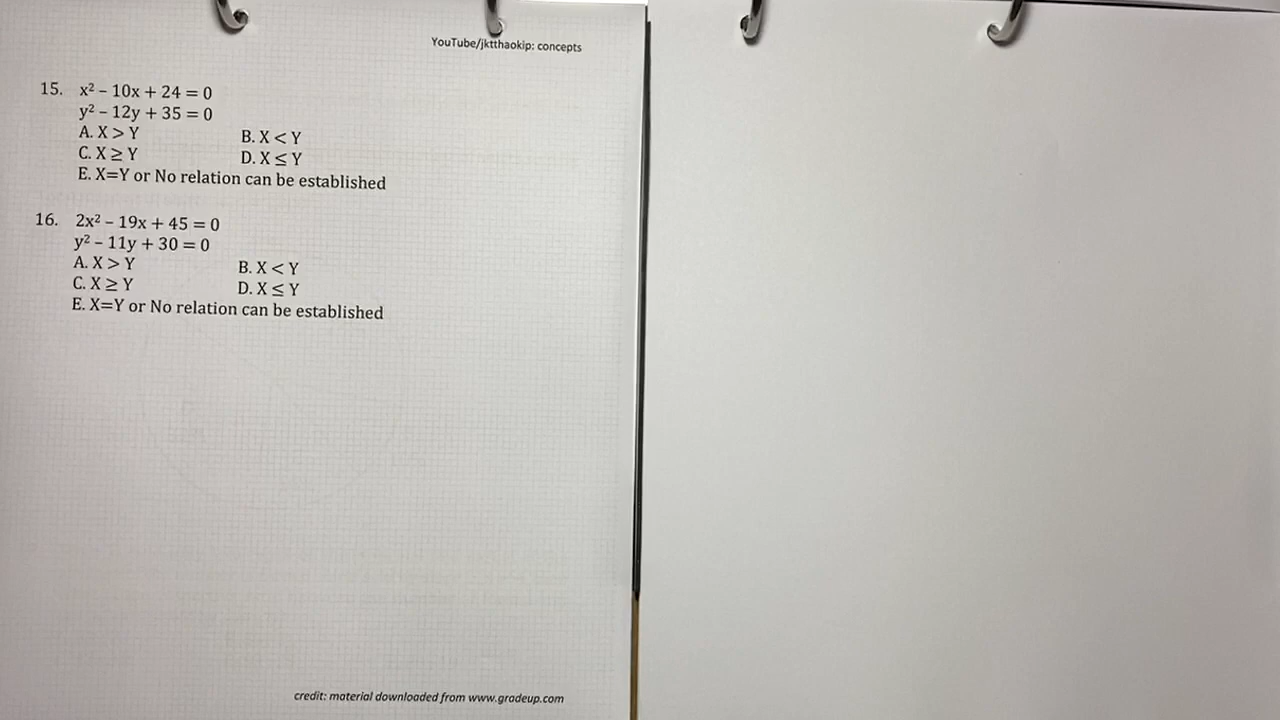 YouTube/jktthaokip: concepts
15. x² – 10x + 24 = 0
y² – 12y + 35 = 0
A. X > Y B. X < Y
C. X ≥ Y D. X ≤ Y
E. X=Y or No relation can be established
16. 2x² – 19x + 45 = 0
y² – 11y + 30 = 0
A. X > Y B. X < Y
C. X ≥ Y D. X ≤ Y
E. X=Y or No relation can be established
credit: material downloaded from www.gradeup.com